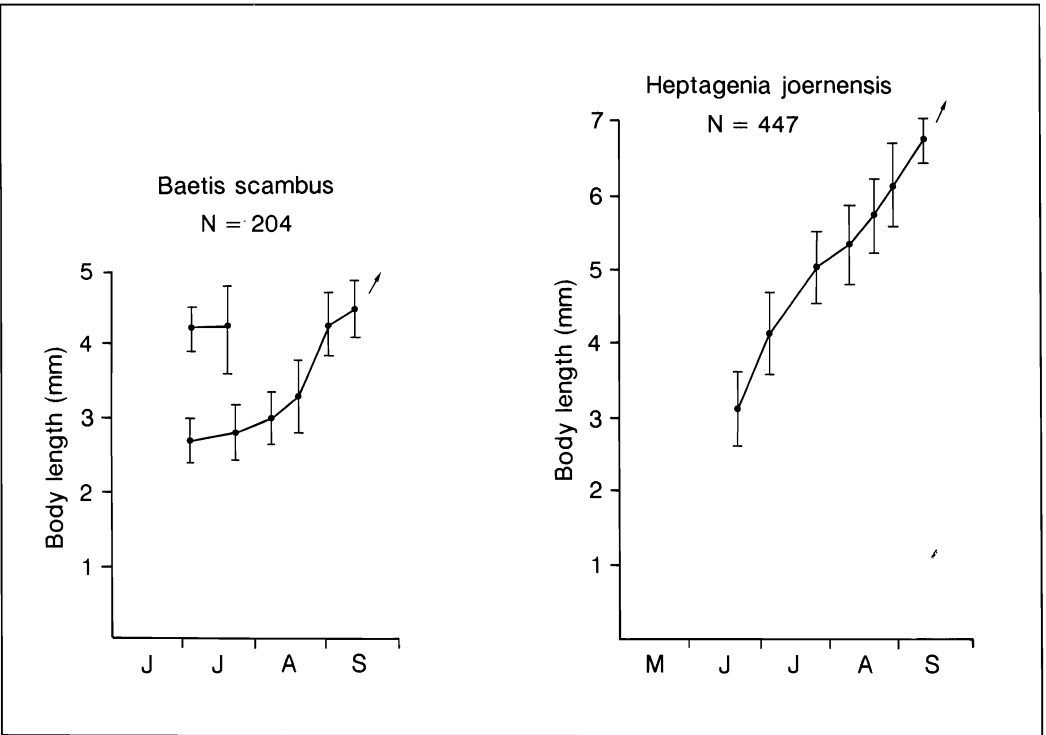 Baetis scambus
N = 204
Body length (mm)
5
4
3
2
1
J J A S
Heptagenia joernensis
N = 447
Body length (mm)
7
6
5
4
3
2
1
M J J A S